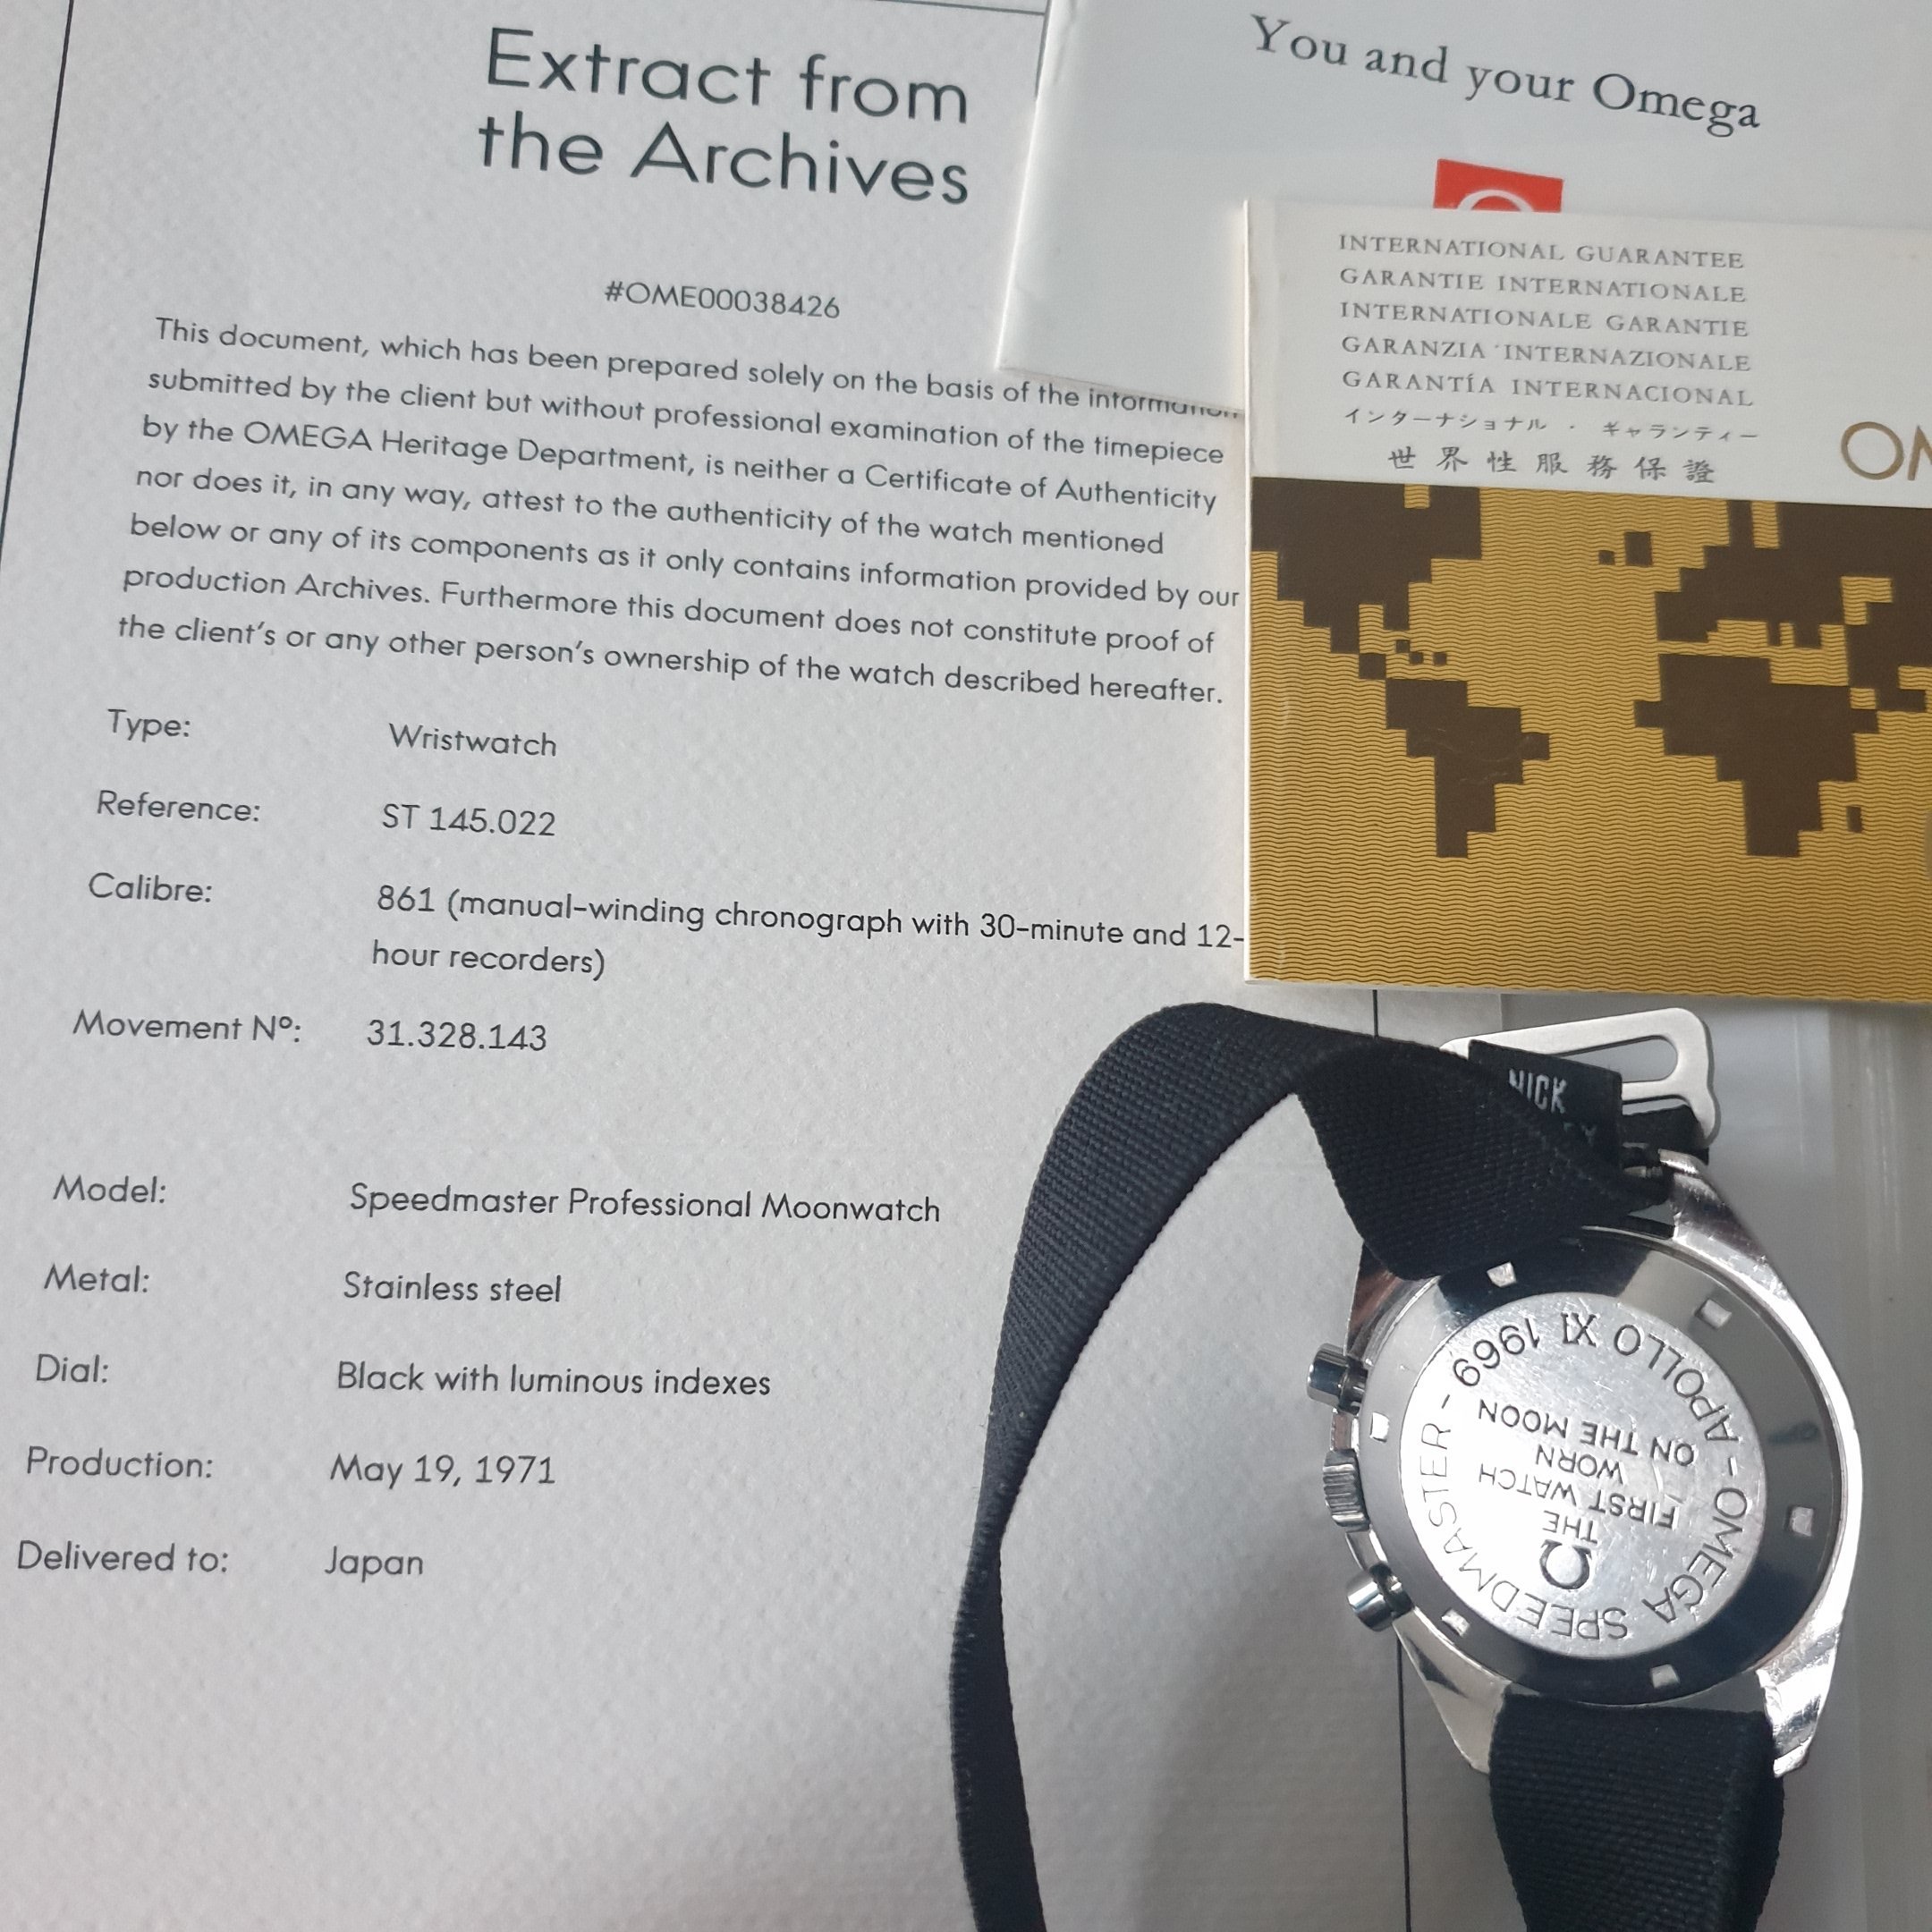 Extract from
the Archives
#OME00038426
This document, which has been prepared solely on the basis of the information
submitted by the client but without professional examination of the timepiece
by the OMEGA Heritage Department, is neither a Certificate of Authenticity
nor does it, in any way, attest to the authenticity of the watch mentioned
below or any of its components as it only contains information provided by our
production Archives. Furthermore this document does not constitute proof of
the client's or any other person's ownership of the watch described hereafter.
Type: Wristwatch
Reference: ST 145.022
Calibre: 861 (manual-winding chronograph with 30-minute and 12-
hour recorders)
Movement Nº: 31.328.143
Model: Speedmaster Professional Moonwatch
Metal: Stainless steel
Dial: Black with luminous indexes
Production: May 19, 1971
Delivered to: Japan
You and your Omega
INTERNATIONAL GUARANTEE
GARANTIE INTERNATIONALE
INTERNATIONALE GARANTIE
GARANZIA INTERNAZIONALE
GARANTÍA INTERNACIONAL
インターナショナル · ギャランティー
世界性服務保證
NICK
SPEEDMASTER - 1969 APOLLO XI - OMEGA
Ω
THE
FIRST WATCH
WORN
ON THE MOON